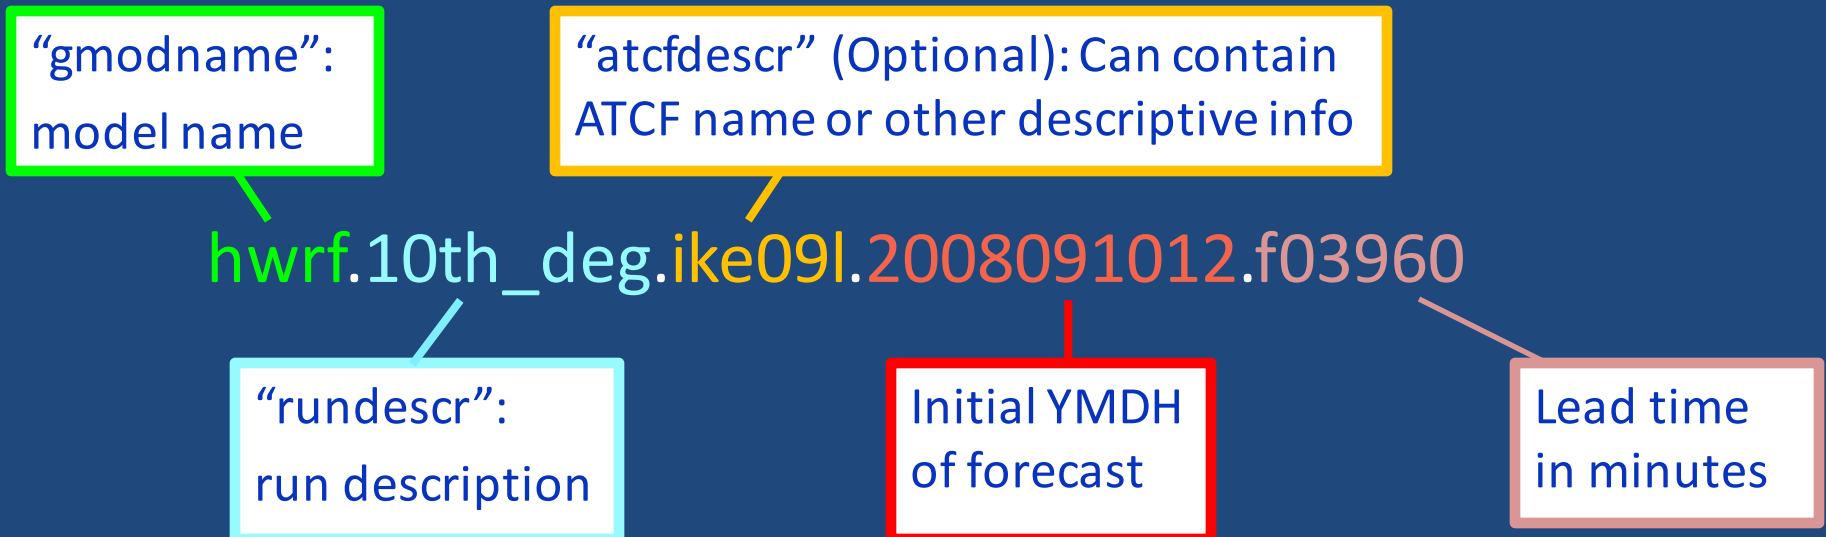 “gmodname”:
model name
“atcfdescr” (Optional): Can contain
ATCF name or other descriptive info
hwrf.10th_deg.ike09l.2008091012.f03960
“rundescr”:
run description
Initial YMDH
of forecast
Lead time
in minutes